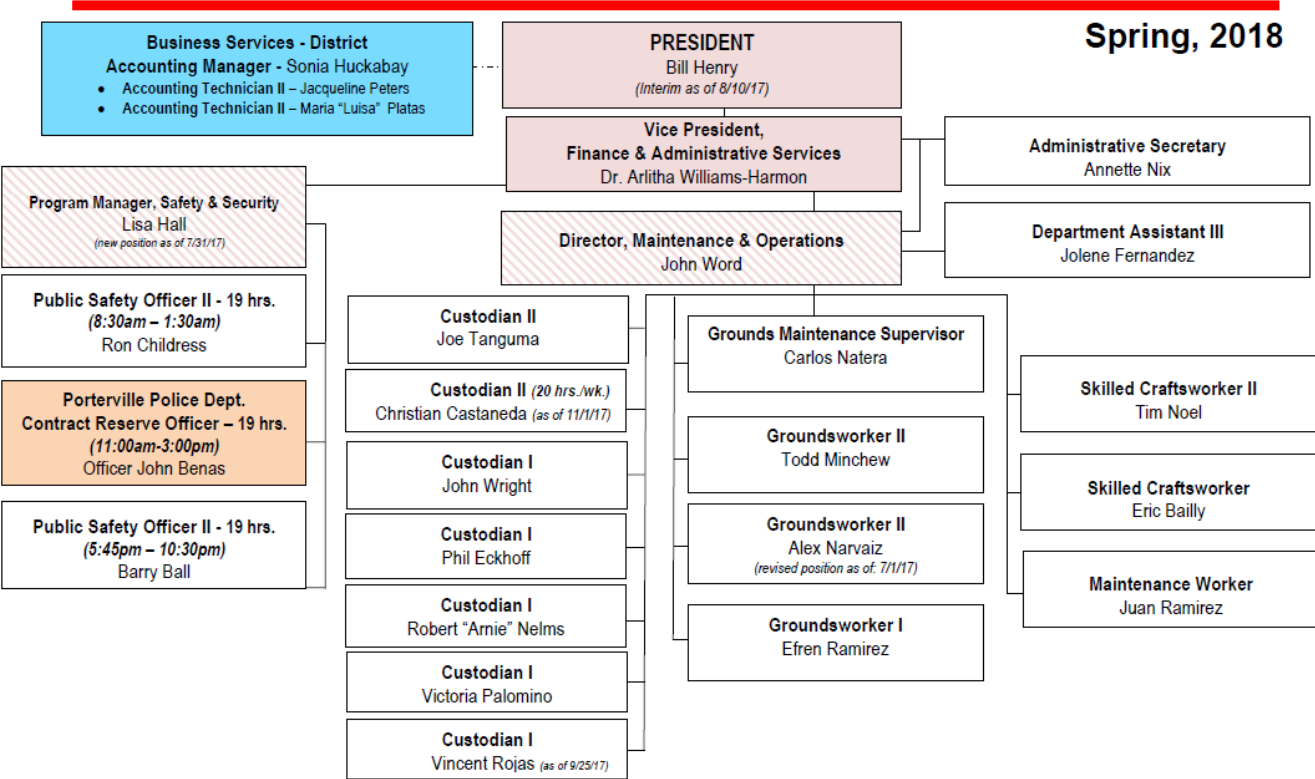 Spring, 2018
Business Services - District
Accounting Manager - Sonia Huckabay
• Accounting Technician II – Jacqueline Peters
• Accounting Technician II – Maria “Luisa” Platas
PRESIDENT
Bill Henry
(Interim as of 8/10/17)
Vice President,
Finance & Administrative Services
Dr. Arlitha Williams-Harmon
Administrative Secretary
Annette Nix
Program Manager, Safety & Security
Lisa Hall
(new position as of 7/31/17)
Director, Maintenance & Operations
John Word
Department Assistant III
Jolene Fernandez
Public Safety Officer II - 19 hrs.
(8:30am – 1:30am)
Ron Childress
Porterville Police Dept.
Contract Reserve Officer – 19 hrs.
(11:00am-3:00pm)
Officer John Benas
Public Safety Officer II - 19 hrs.
(5:45pm – 10:30pm)
Barry Ball
Custodian II
Joe Tanguma
Custodian II (20 hrs./wk.)
Christian Castaneda (as of 11/1/17)
Custodian I
John Wright
Custodian I
Phil Eckhoff
Custodian I
Robert “Arnie” Nelms
Custodian I
Victoria Palomino
Custodian I
Vincent Rojas (as of 9/25/17)
Grounds Maintenance Supervisor
Carlos Natera
Groundsworker II
Todd Minchew
Groundsworker II
Alex Narvaiz
(revised position as of: 7/1/17)
Groundsworker I
Efren Ramirez
Skilled Craftsworker II
Tim Noel
Skilled Craftsworker
Eric Bailly
Maintenance Worker
Juan Ramirez